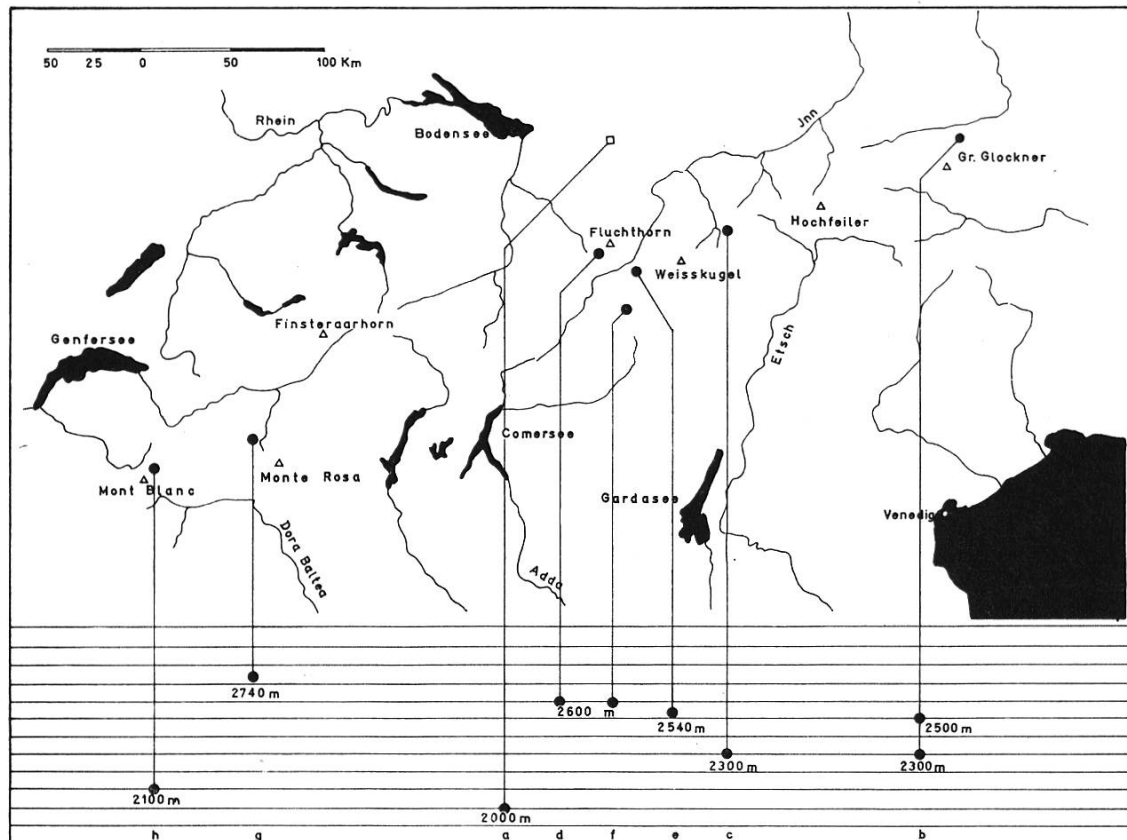 50 25 0 50 100 Km
Rhein
Bodensee
Jnn
Gr. Glockner
Hochfeiler
Fluchthorn
Weisskugel
Finsteraarhorn
Genfersee
Etsch
Comersee
Monte Rosa
Mont Blanc
Gardasee
Venedig
Dora Baltea
Adda
2740 m
2600 m
2540 m
2500 m
2300 m
2300 m
2100 m
2000 m
h g a d f e c b